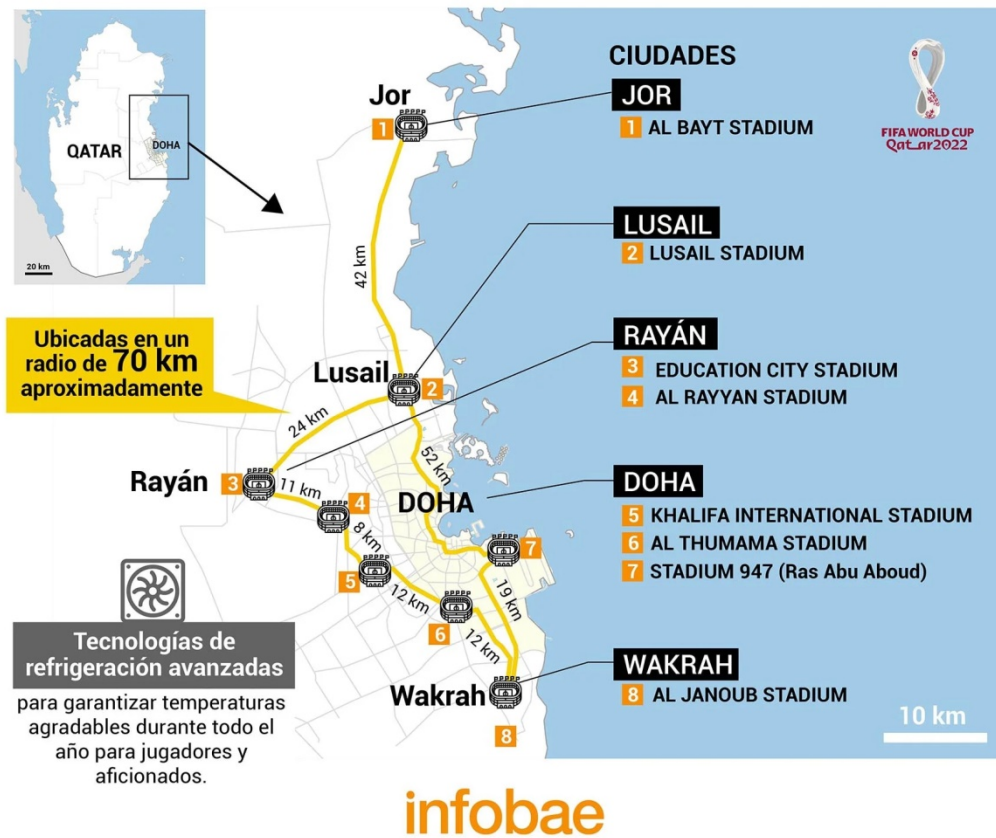 QATAR
DOHA
20 km
Jor
1
42 km
Ubicadas en un
radio de 70 km
aproximadamente
Lusail
2
24 km
52 km
Rayán
3
11 km
4
8 km
5
12 km
6
12 km
DOHA
7
19 km
Wakrah
8
Tecnologías de
refrigeración avanzadas
para garantizar temperaturas
agradables durante todo el
año para jugadores y
aficionados.
CIUDADES
JOR
1 AL BAYT STADIUM
LUSAIL
2 LUSAIL STADIUM
RAYÁN
3 EDUCATION CITY STADIUM
4 AL RAYYAN STADIUM
DOHA
5 KHALIFA INTERNATIONAL STADIUM
6 AL THUMAMA STADIUM
7 STADIUM 947 (Ras Abu Aboud)
WAKRAH
8 AL JANOUB STADIUM
FIFA WORLD CUP
Qatar2022
10 km
infobae